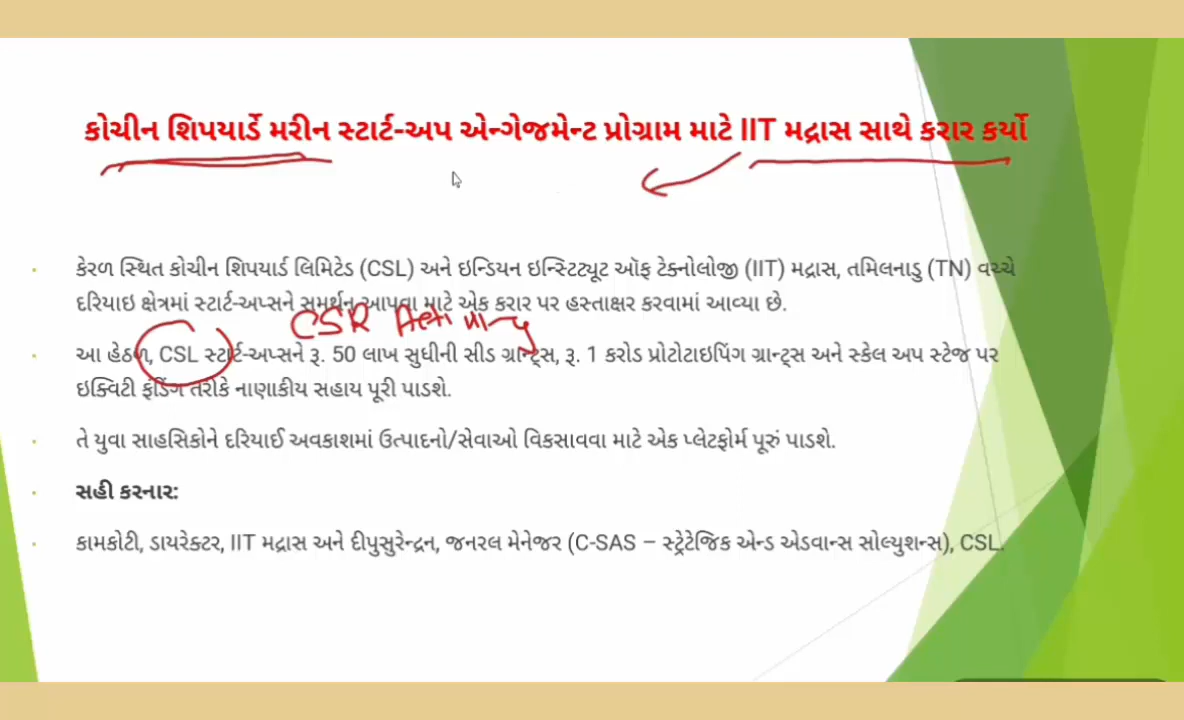 કોચીન શિપયાર્ડે મરીન સ્ટાર્ટ-અપ એન્ગેજમેન્ટ પ્રોગ્રામ માટે IIT મદ્રાસ સાથે કરાર કર્યો
કેરળ સ્થિત કોચીન શિપયાર્ડ લિમિટેડ (CSL) અને ઇન્ડિયન ઇન્સ્ટિટ્યૂટ ઑફ ટેક્નોલોજી (IIT) મદ્રાસ, તમિલનાડુ (TN) વચ્ચે
દરિયાઇ ક્ષેત્રમાં સ્ટાર્ટ-અપ્સને સમર્થન આપવા માટે એક કરાર પર હસ્તાક્ષર કરવામાં આવ્યા છે.
CSR
આ હેઠળ, CSL સ્ટાર્ટ-અપ્સને રૂ. 50 લાખ સુધીની સીડ ગ્રાન્ટ્સ, રૂ. 1 કરોડ પ્રોટોટાઇપિંગ ગ્રાન્ટ્સ અને સ્કેલ અપ સ્ટેજ પર
ઇક્વિટી ફંડિંગ તરીકે નાણાકીય સહાય પૂરી પાડશે.
તે યુવા સાહસિકોને દરિયાઈ અવકાશમાં ઉત્પાદનો/સેવાઓ વિકસાવવા માટે એક પ્લેટફોર્મ પૂરું પાડશે.
સહી કરનાર:
કામકોટી, ડાયરેક્ટર, IIT મદ્રાસ અને દીપુસુરેન્દ્રન, જનરલ મેનેજર (C-SAS – સ્ટ્રેટેજિક એન્ડ એડવાન્સ સોલ્યુશન્સ), CSL.